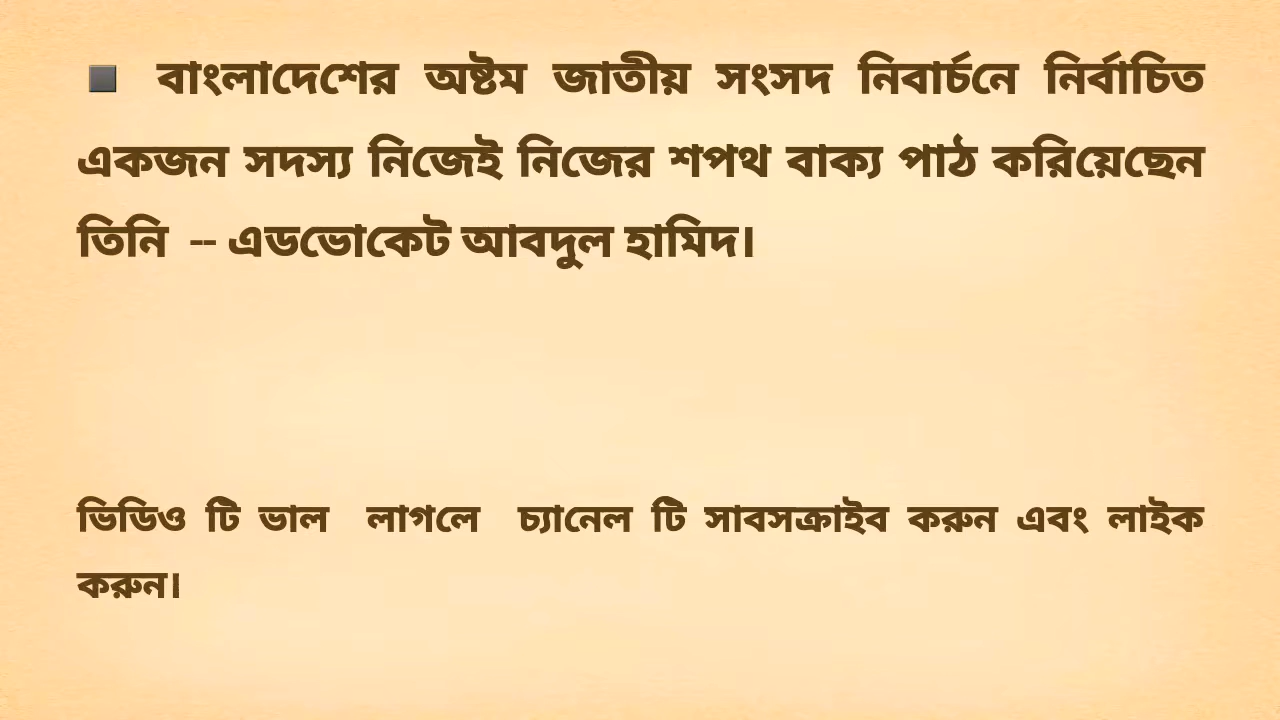 ▪ বাংলাদেশের অষ্টম জাতীয় সংসদ নিবার্চনে নির্বাচিত
একজন সদস্য নিজেই নিজের শপথ বাক্য পাঠ করিয়েছেন
তিনি -- এডভোকেট আবদুল হামিদ।
ভিডিও টি ভাল লাগলে চ্যানেল টি সাবসক্রাইব করুন এবং লাইক
করুন।